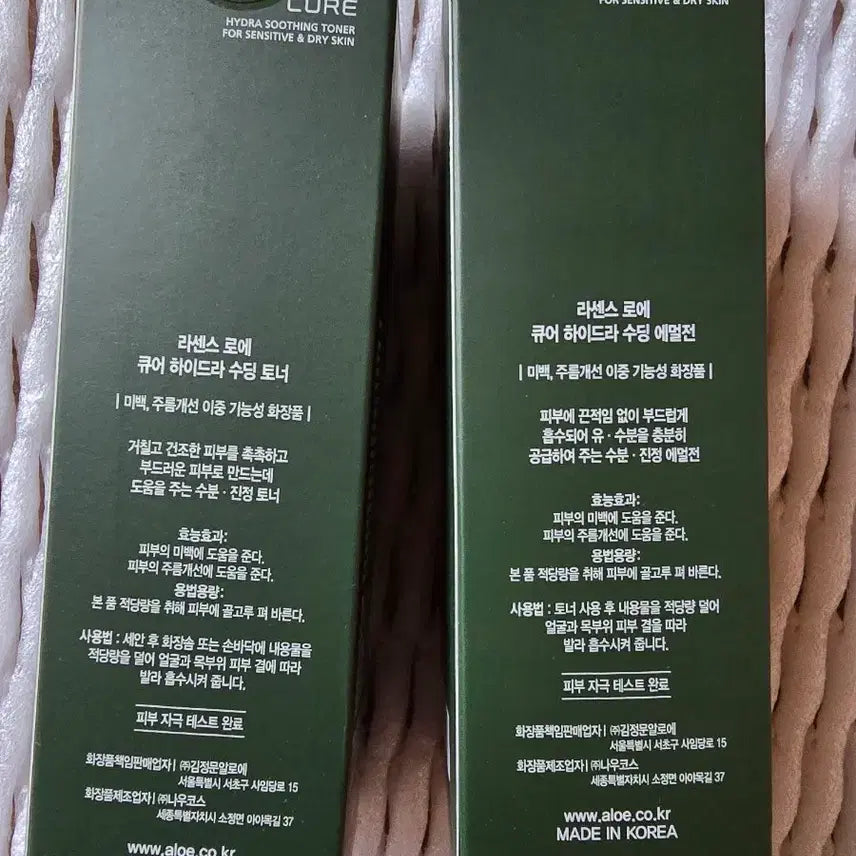 CURE
HYDRA SOOTHING TONER
FOR SENSITIVE & DRY SKIN
라센스 로에
큐어 하이드라 수딩 토너
| 미백, 주름개선 이중 기능성 화장품 |
거칠고 건조한 피부를 촉촉하고
부드러운 피부로 만드는데
도움을 주는 수분 · 진정 토너
효능효과:
피부의 미백에 도움을 준다.
피부의 주름개선에 도움을 준다.
용법용량:
본 품 적당량을 취해 피부에 골고루 펴 바른다.
사용법 : 세안 후 화장솜 또는 손바닥에 내용물을
적당량을 덜어 얼굴과 목부위 피부 결에 따라
발라 흡수시켜 줍니다.
피부 자극 테스트 완료
화장품책임판매업자 | ㈜김정문알로에
서울특별시 서초구 사임당로 15
화장품제조업자 | ㈜나우코스
세종특별자치시 소정면 아야목길 37
www.aloe.co.kr
FOR SENSITIVE & DRY SKIN
라센스 로에
큐어 하이드라 수딩 에멀전
| 미백, 주름개선 이중 기능성 화장품 |
피부에 끈적임 없이 부드럽게
흡수되어 유 · 수분을 충분히
공급하여 주는 수분 · 진정 에멀전
효능효과:
피부의 미백에 도움을 준다.
피부의 주름개선에 도움을 준다.
용법용량:
본 품 적당량을 취해 피부에 골고루 펴 바른다.
사용법 : 토너 사용 후 내용물을 적당량 덜어
얼굴과 목부위 피부 결을 따라
발라 흡수시켜 줍니다.
피부 자극 테스트 완료
화장품책임판매업자 | ㈜김정문알로에
서울특별시 서초구 사임당로 15
화장품제조업자 | ㈜나우코스
세종특별자치시 소정면 아야목길 37
www.aloe.co.kr
MADE IN KOREA